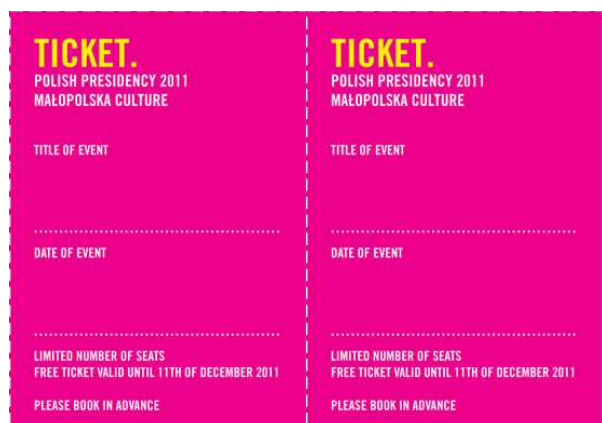 TICKET.
POLISH PRESIDENCY 2011
MAŁOPOLSKA CULTURE
TITLE OF EVENT
DATE OF EVENT
LIMITED NUMBER OF SEATS
FREE TICKET VALID UNTIL 11TH OF DECEMBER 2011
PLEASE BOOK IN ADVANCE
TICKET.
POLISH PRESIDENCY 2011
MAŁOPOLSKA CULTURE
TITLE OF EVENT
DATE OF EVENT
LIMITED NUMBER OF SEATS
FREE TICKET VALID UNTIL 11TH OF DECEMBER 2011
PLEASE BOOK IN ADVANCE